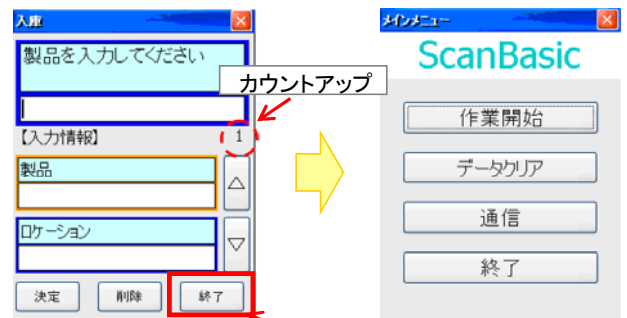 入庫
製品を入力してください
カウントアップ
【入力情報】
1
製品
△
ロケーション
▽
決定
削除
終了
メインメニュー
ScanBasic
作業開始
データクリア
通信
終了